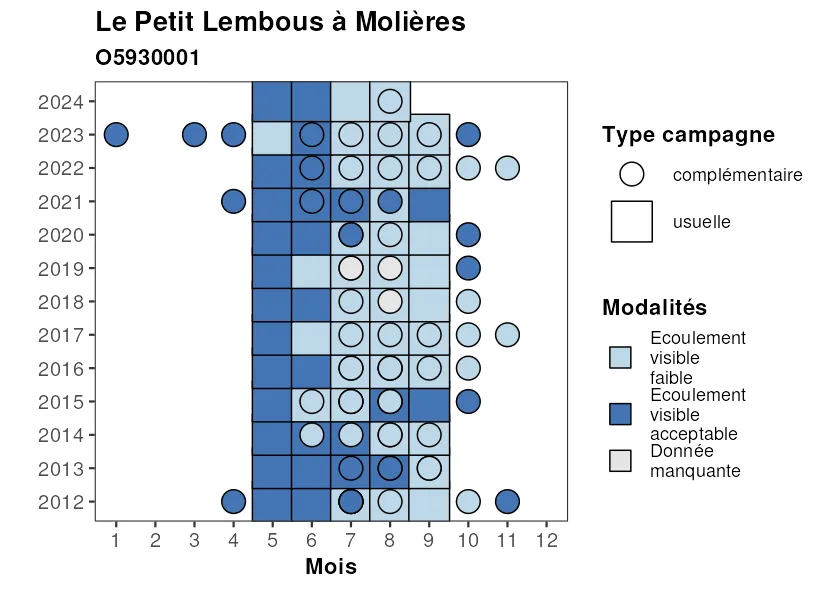 Le Petit Lembous à Molières
O5930001
2024
2023
2022
2021
2020
2019
2018
2017
2016
2015
2014
2013
2012
1 2 3 4 5 6 7 8 9 10 11 12
Mois
Type campagne
complémentaire
usuelle
Modalités
Ecoulement
visible
faible
Ecoulement
visible
acceptable
Donnée
manquante